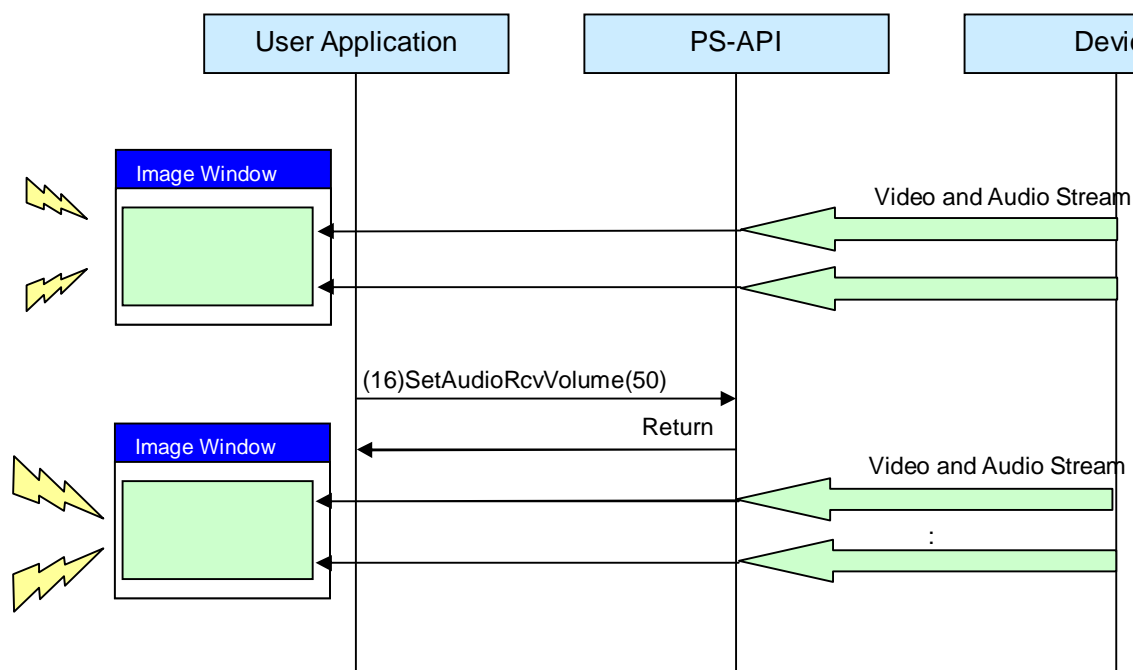 User Application
PS-API
Image Window
Video and Audio Stream
(16)SetAudioRcvVolume(50)
Return
Image Window
Video and Audio Stream
: